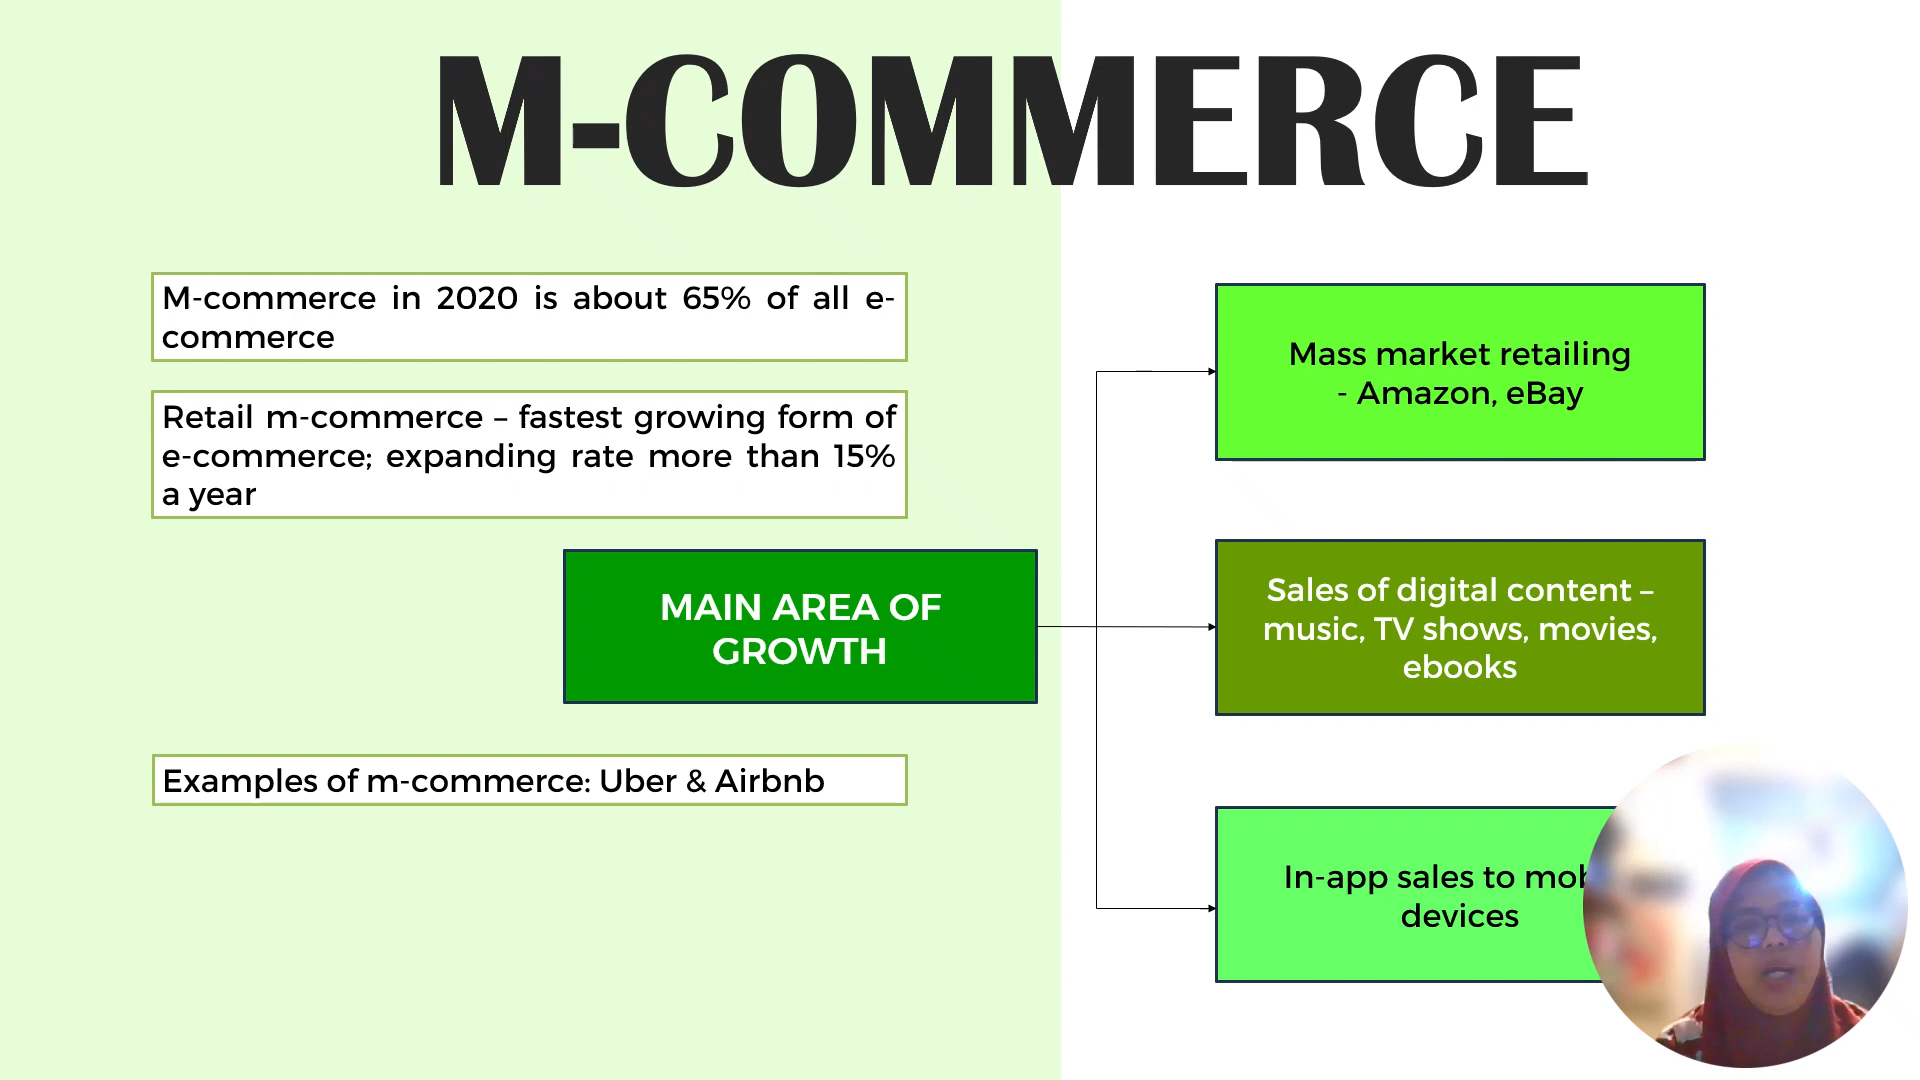 M-COMMERCE
M-commerce in 2020 is about 65% of all e-
commerce
Retail m-commerce – fastest growing form of
e-commerce; expanding rate more than 15%
a year
MAIN AREA OF
GROWTH
Examples of m-commerce: Uber & Airbnb
Mass market retailing
- Amazon, eBay
Sales of digital content –
music, TV shows, movies,
ebooks
In-app sales to
devices